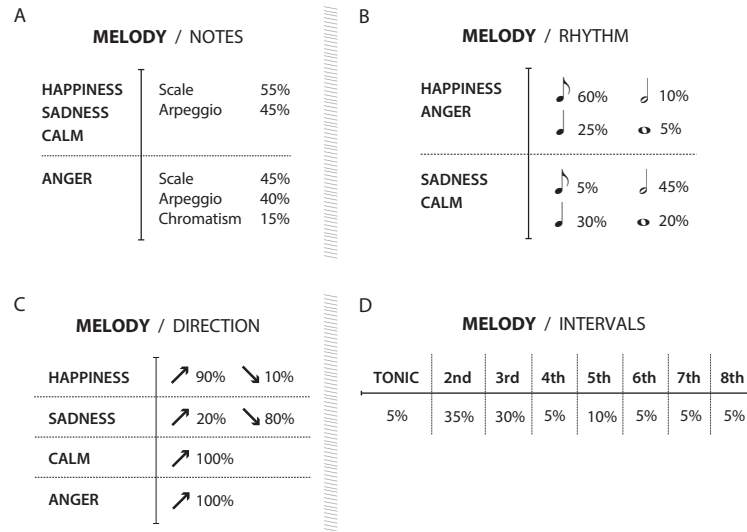 A
MELODY / NOTES
HAPPINESS
SADNESS
CALM
Scale 55%
Arpeggio 45%
ANGER
Scale 45%
Arpeggio 40%
Chromatism 15%
B
MELODY / RHYTHM
HAPPINESS
ANGER
60% 10%
25% 5%
SADNESS
CALM
5% 45%
30% 20%
C
MELODY / DIRECTION
HAPPINESS 90% 10%
SADNESS 20% 80%
CALM 100%
ANGER 100%
D
MELODY / INTERVALS
TONIC 2nd 3rd 4th 5th 6th 7th 8th
5% 35% 30% 5% 10% 5% 5% 5%